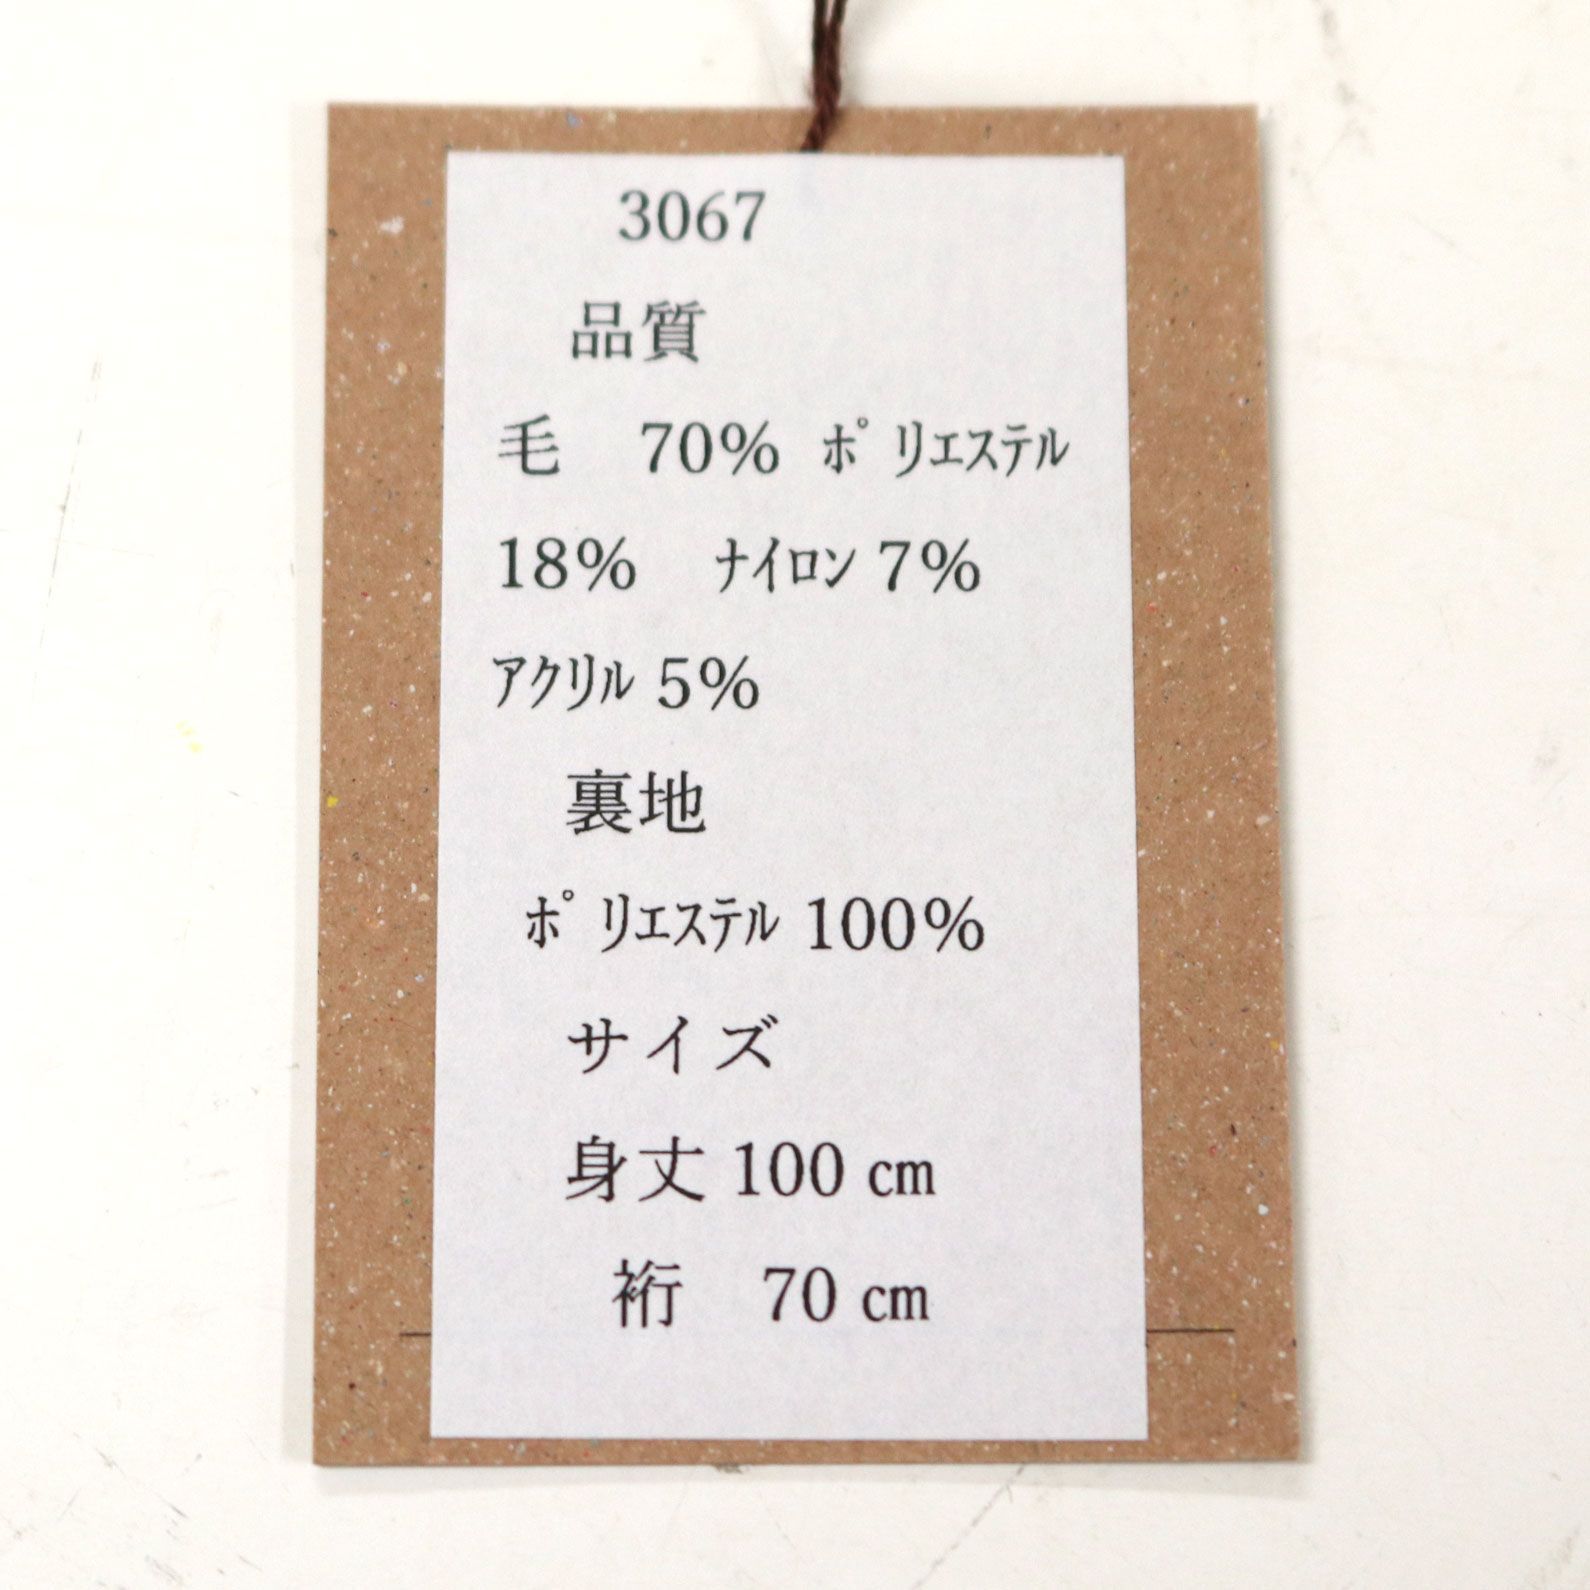 3067
品質
毛　70% ﾎﾟﾘｴｽﾃﾙ
18%　ﾅｲﾛﾝ 7%
ｱｸﾘﾙ 5%
裏地
ﾎﾟﾘｴｽﾃﾙ 100%
サイズ
身丈 100 ㎝
裄　70 ㎝